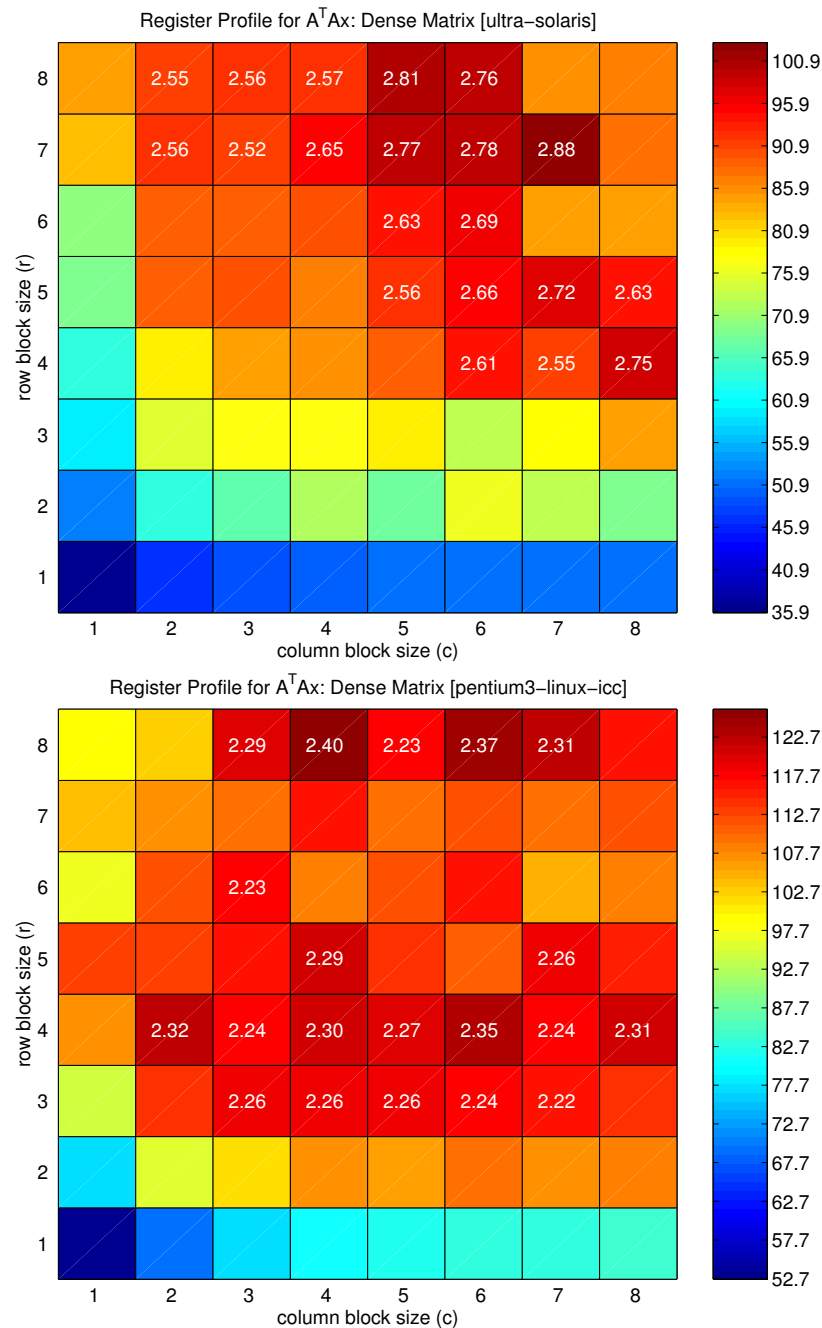 Register Profile for AᵀAx: Dense Matrix [ultra−solaris]
row block size (r)
8 2.55 2.56 2.57 2.81 2.76
7 2.56 2.52 2.65 2.77 2.78 2.88
6 2.63 2.69
5 2.56 2.66 2.72 2.63
4 2.61 2.55 2.75
3
2
1
1 2 3 4 5 6 7 8
column block size (c)
100.9
95.9
90.9
85.9
80.9
75.9
70.9
65.9
60.9
55.9
50.9
45.9
40.9
35.9
Register Profile for AᵀAx: Dense Matrix [pentium3−linux−icc]
row block size (r)
8 2.29 2.40 2.23 2.37 2.31
7
6 2.23
5 2.29 2.26
4 2.32 2.24 2.30 2.27 2.35 2.24 2.31
3 2.26 2.26 2.26 2.24 2.22
2
1
1 2 3 4 5 6 7 8
column block size (c)
122.7
117.7
112.7
107.7
102.7
97.7
92.7
87.7
82.7
77.7
72.7
67.7
62.7
57.7
52.7